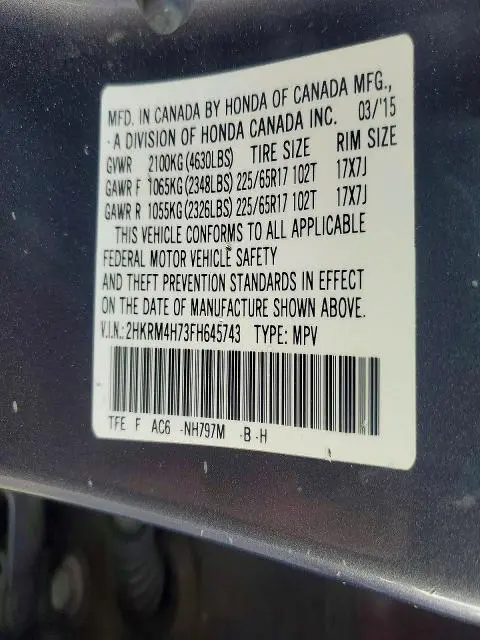 MFD. IN CANADA BY HONDA OF CANADA MFG.,
A DIVISION OF HONDA CANADA INC. 03/'15
GVWR 2100KG(4630LBS) TIRE SIZE RIM SIZE
GAWR F 1065KG(2348LBS) 225/65R17 102T 17X7J
GAWR R 1055KG(2326LBS) 225/65R17 102T 17X7J
THIS VEHICLE CONFORMS TO ALL APPLICABLE
FEDERAL MOTOR VEHICLE SAFETY
AND THEFT PREVENTION STANDARDS IN EFFECT
ON THE DATE OF MANUFACTURE SHOWN ABOVE.
V.I.N.:2HKRM4H73FH645743 TYPE: MPV
TFE F AC6 -NH797M -B -H